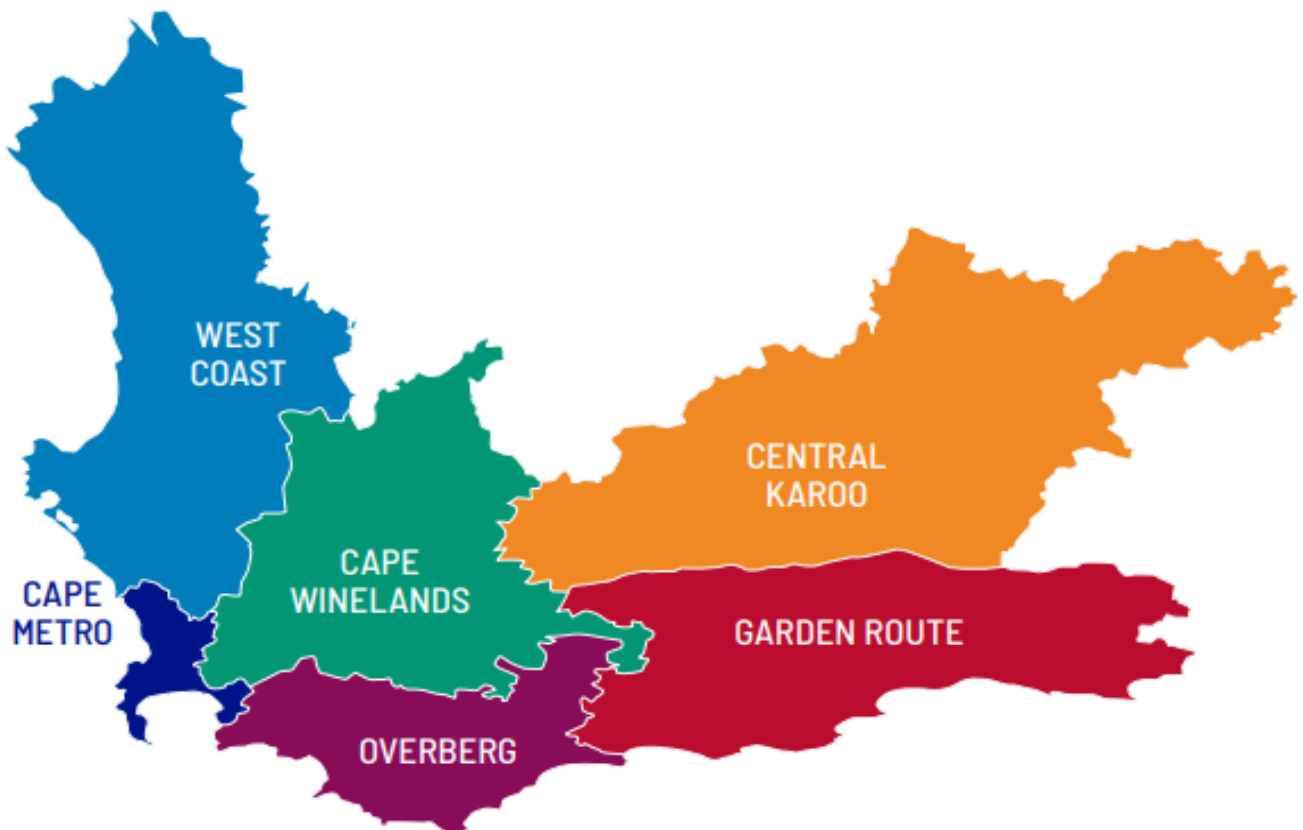 WEST
COAST
CENTRAL
KAROO
CAPE
WINELANDS
CAPE
METRO
GARDEN ROUTE
OVERBERG